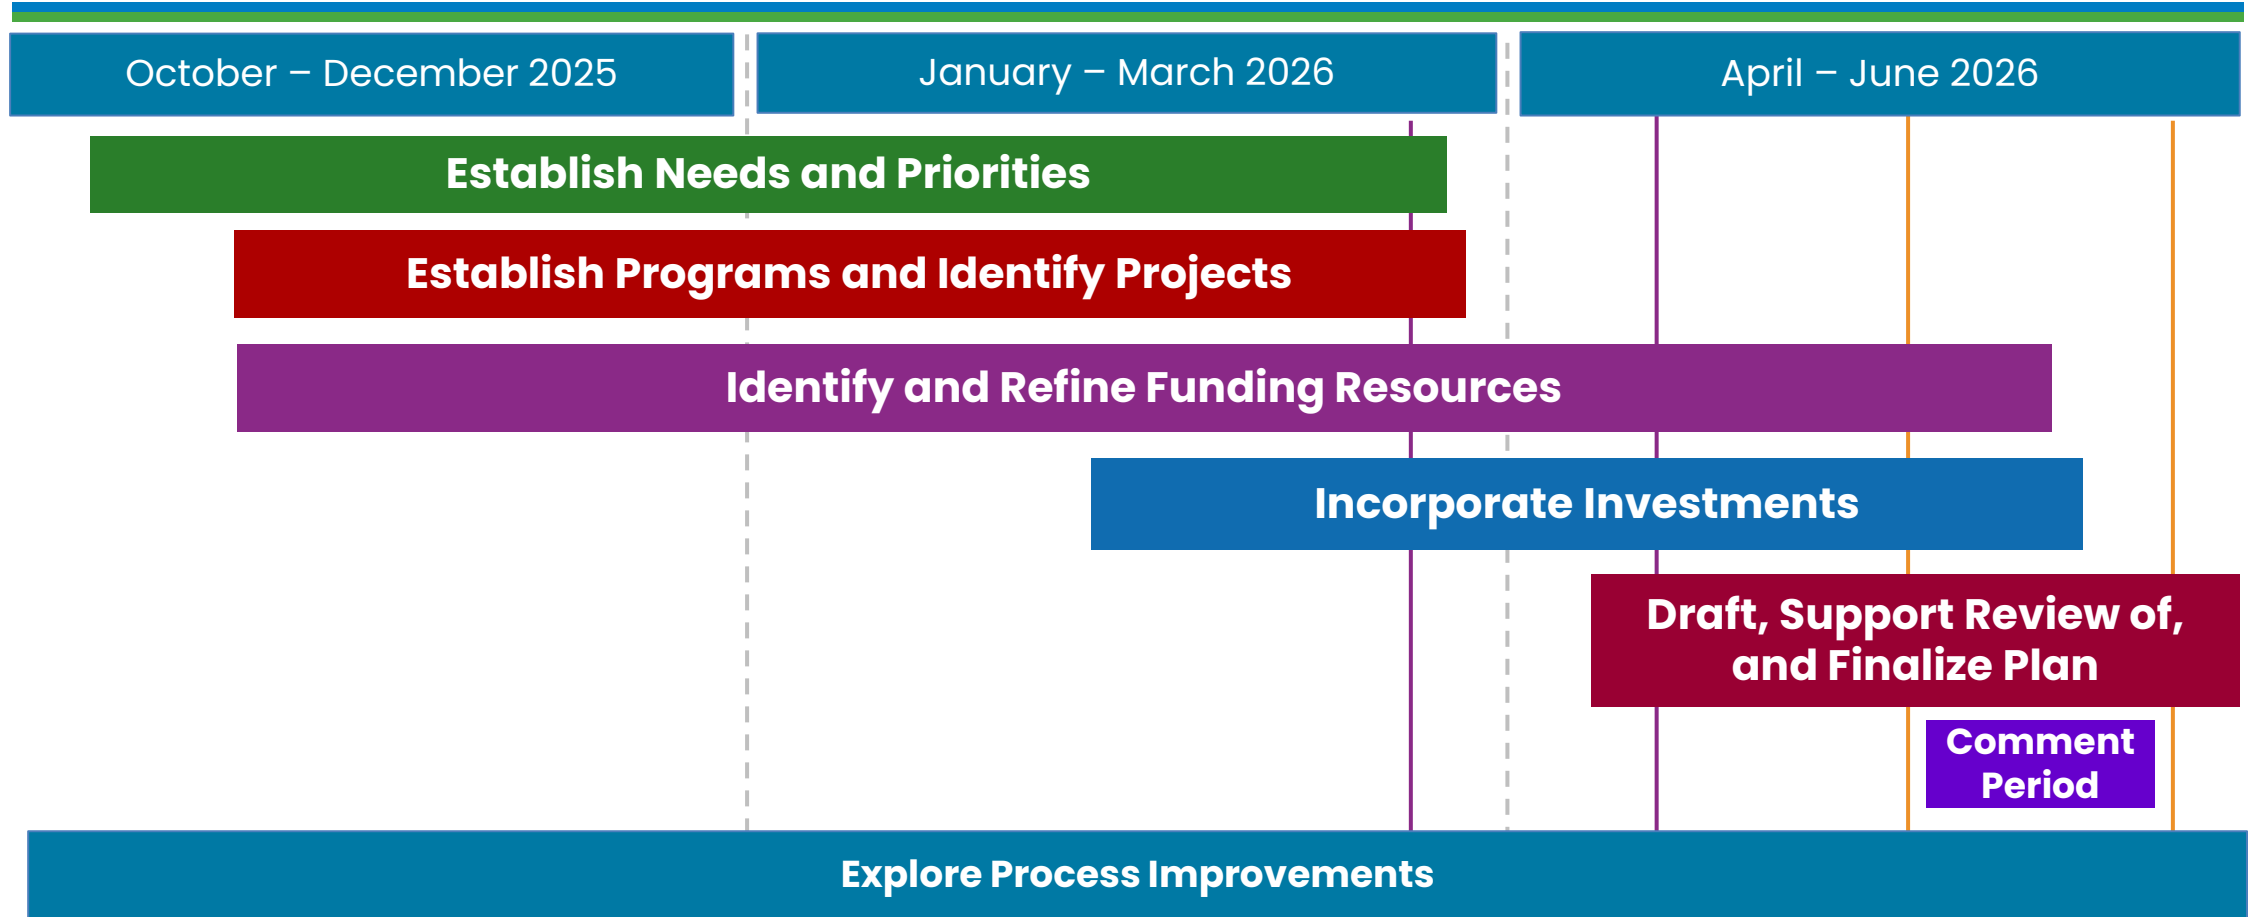 October – December 2025
January – March 2026
April – June 2026
Establish Needs and Priorities
Establish Programs and Identify Projects
Identify and Refine Funding Resources
Incorporate Investments
Draft, Support Review of,
and Finalize Plan
Comment
Period
Explore Process Improvements